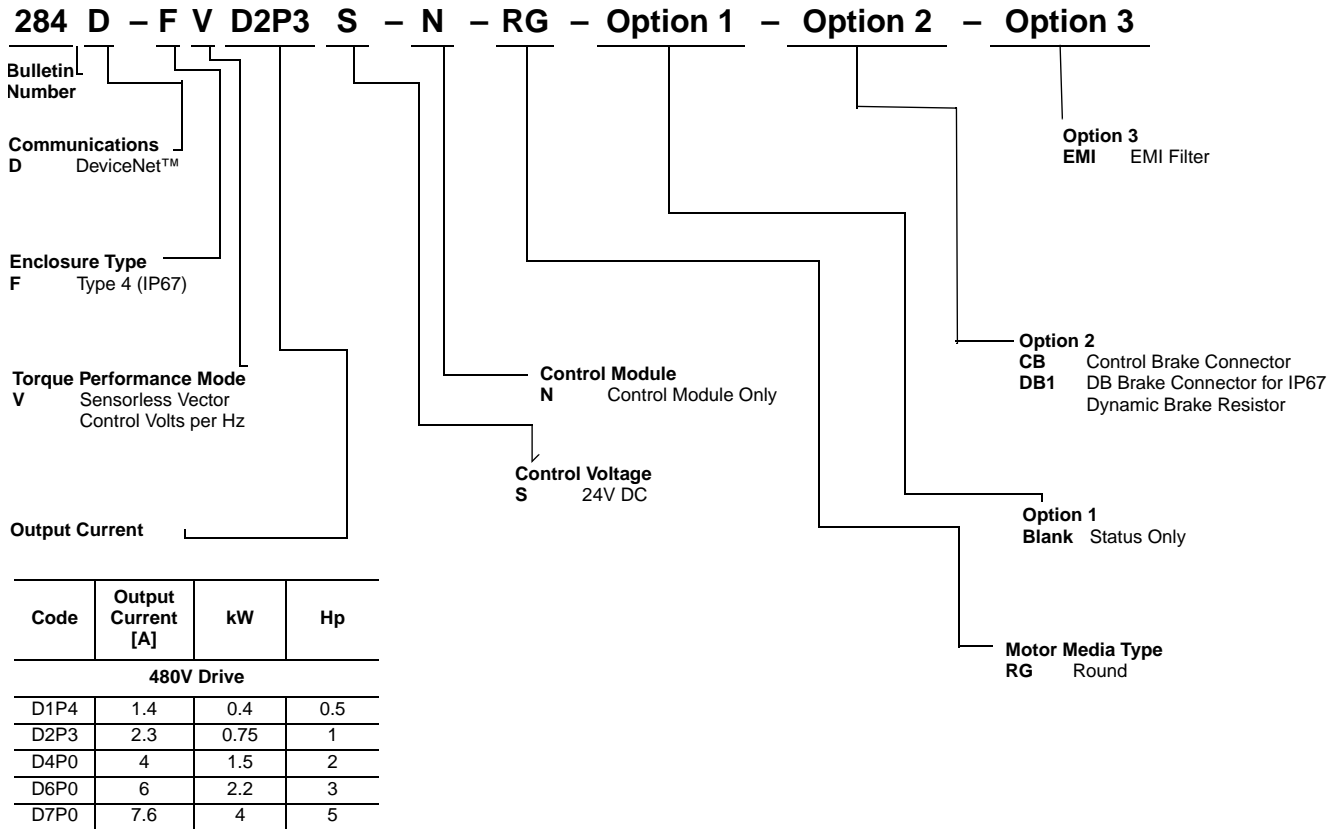 284 D – F V D2P3 S – N – RG – Option 1 – Option 2 – Option 3
Bulletin
Number
Communications
D DeviceNet™
Enclosure Type
F Type 4 (IP67)
Torque Performance Mode
V Sensorless Vector
Control Volts per Hz
Output Current
Code Output Current [A] kW Hp
480V Drive
D1P4 1.4 0.4 0.5
D2P3 2.3 0.75 1
D4P0 4 1.5 2
D6P0 6 2.2 3
D7P0 7.6 4 5
Control Module
N Control Module Only
Control Voltage
S 24V DC
Option 3
EMI EMI Filter
Option 2
CB Control Brake Connector
DB1 DB Brake Connector for IP67
Dynamic Brake Resistor
Option 1
Blank Status Only
Motor Media Type
RG Round